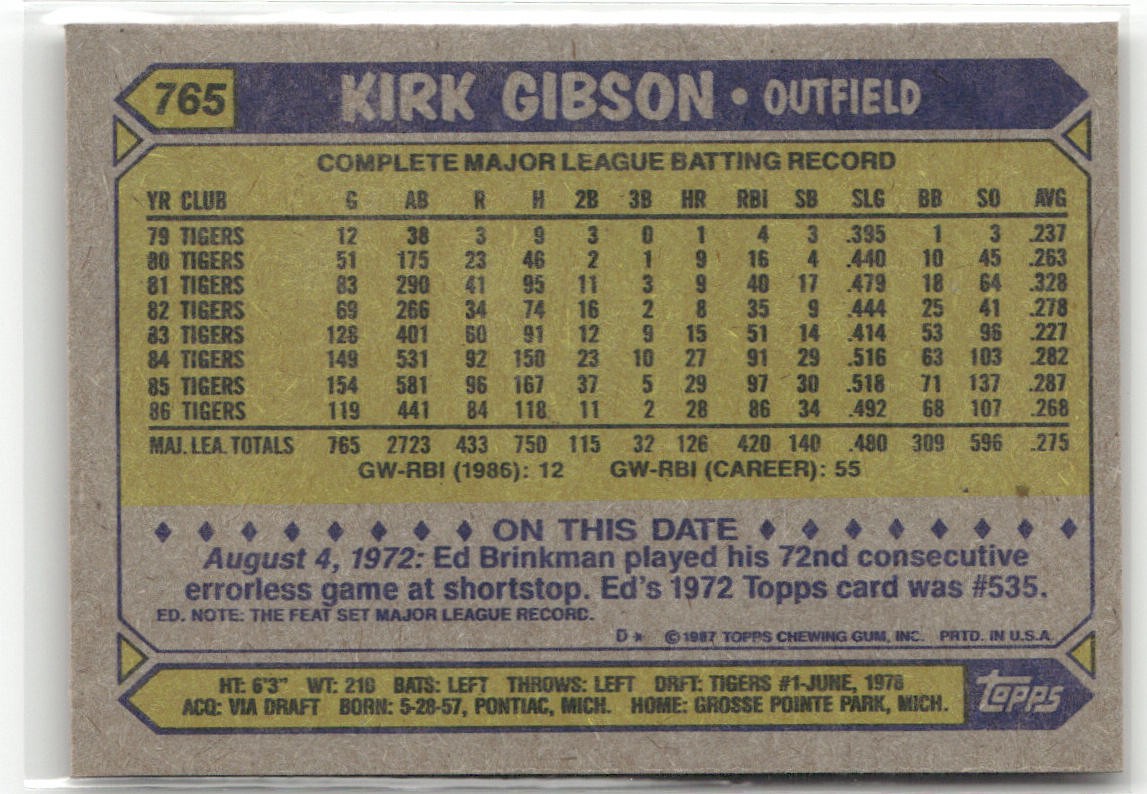 765 KIRK GIBSON • OUTFIELD
COMPLETE MAJOR LEAGUE BATTING RECORD
YR CLUB G AB R H 2B 3B HR RBI SB SLG BB SO AVG
79 TIGERS 12 38 3 9 3 0 1 4 3 .395 1 3 .237
80 TIGERS 51 175 23 46 2 1 9 16 4 .440 10 45 .263
81 TIGERS 83 290 41 95 11 3 9 40 17 .479 18 64 .328
82 TIGERS 69 266 34 74 16 2 8 35 9 .444 25 41 .278
83 TIGERS 128 401 60 91 12 9 15 51 14 .414 53 96 .227
84 TIGERS 149 531 92 150 23 10 27 91 29 .516 63 103 .282
85 TIGERS 154 581 96 167 37 5 29 97 30 .518 71 137 .287
86 TIGERS 119 441 84 118 11 2 28 86 34 .492 68 107 .268
MAJ. LEA. TOTALS 765 2723 433 750 115 32 126 420 140 .480 309 596 .275
GW-RBI (1986): 12 GW-RBI (CAREER): 55
ON THIS DATE
August 4, 1972: Ed Brinkman played his 72nd consecutive
errorless game at shortstop. Ed's 1972 Topps card was #535.
ED. NOTE: THE FEAT SET MAJOR LEAGUE RECORD.
D* ©1987 TOPPS CHEWING GUM, INC. PRTD. IN U.S.A.
HT: 6'3" WT: 210 BATS: LEFT THROWS: LEFT DRFT: TIGERS #1-JUNE, 1978
ACQ: VIA DRAFT BORN: 5-28-57, PONTIAC, MICH. HOME: GROSSE POINTE PARK, MICH.
Topps